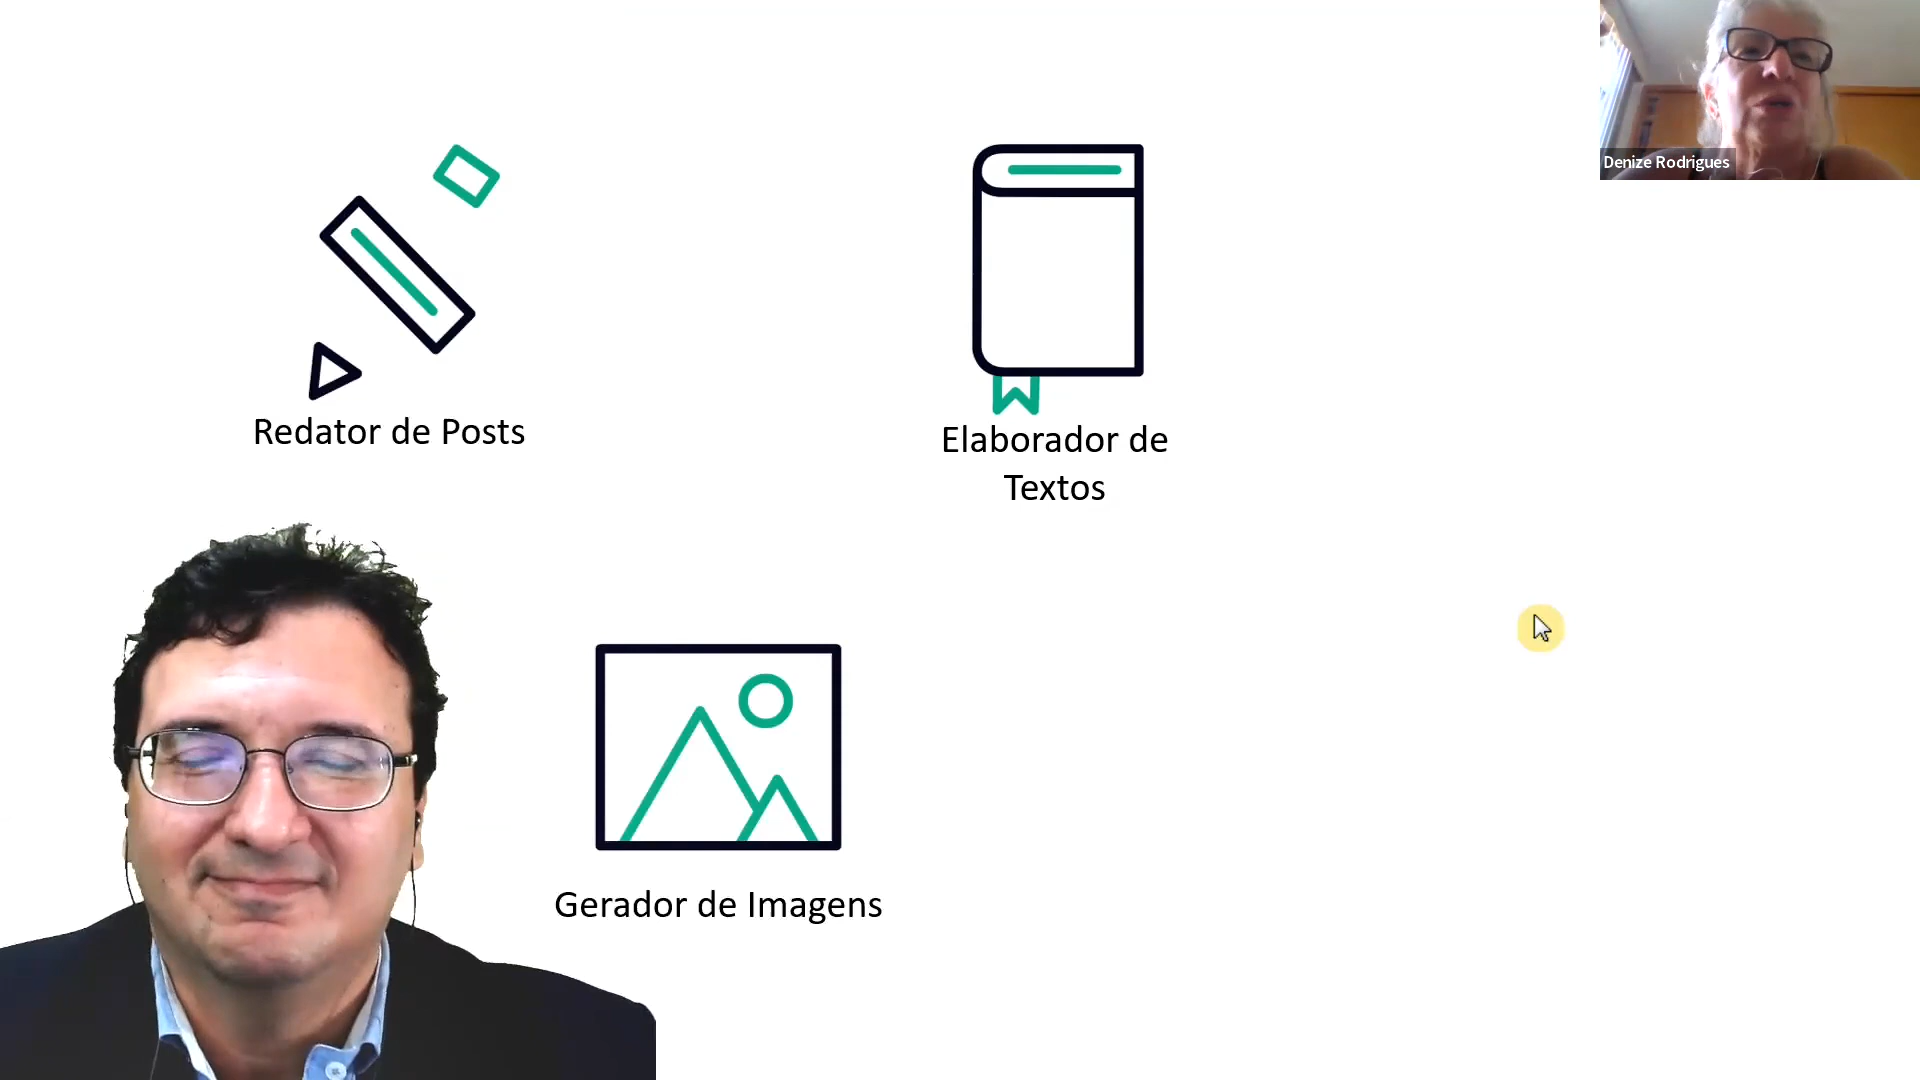 Denize Rodrigues
Redator de Posts
Elaborador de
Textos
Gerador de Imagens